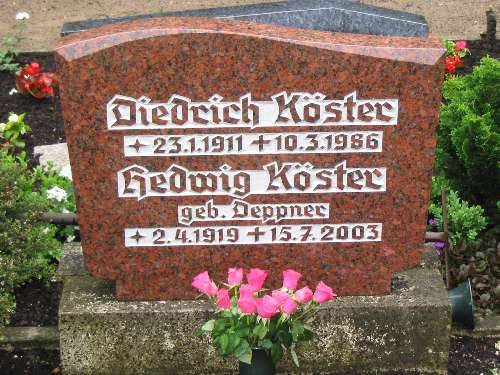 Diedrich Köster
✦ 23.1.1911 ✝ 10.3.1986
Hedwig Köster
geb. Deppner
✦ 2.4.1919 ✝ 15.7.2003